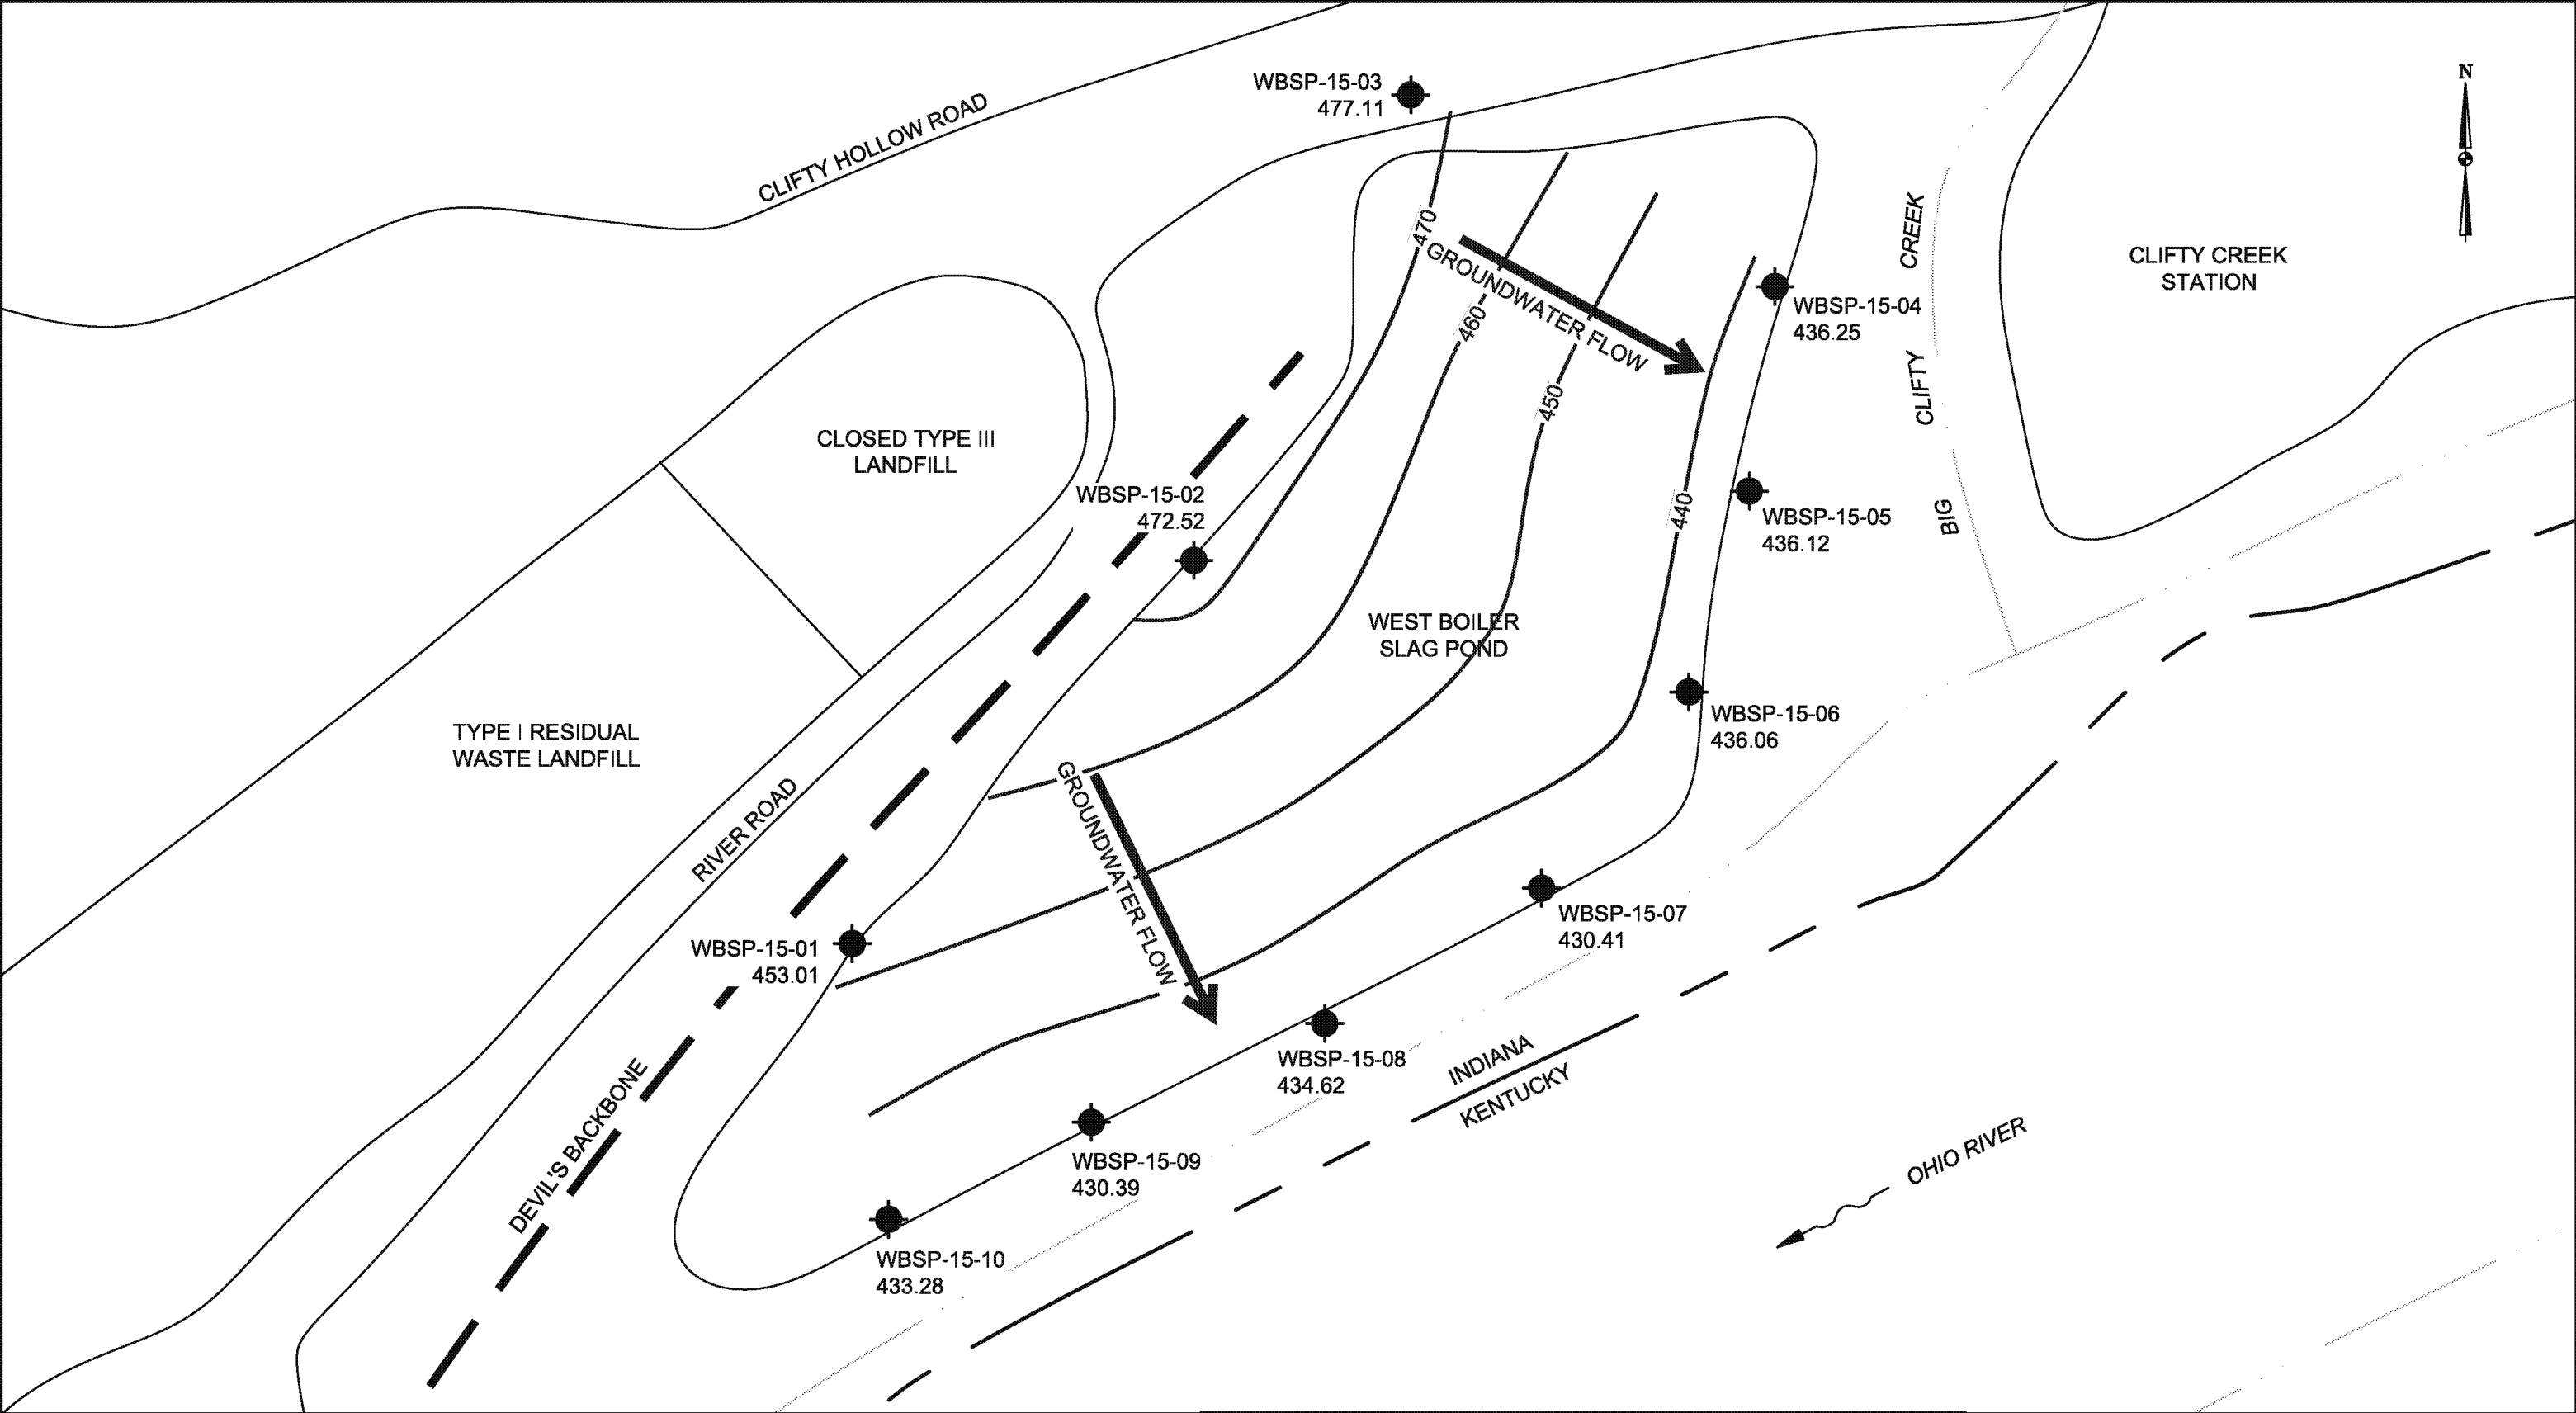 N
WBSP-15-03
477.11
CLIFTY HOLLOW ROAD
470
GROUNDWATER FLOW
460
450
440
WBSP-15-04
436.25
CREEK
CLIFTY
BIG
CLIFTY CREEK
STATION
CLOSED TYPE III
LANDFILL
WBSP-15-02
472.52
WBSP-15-05
436.12
WEST BOILER
SLAG POND
WBSP-15-06
436.06
TYPE I RESIDUAL
WASTE LANDFILL
RIVER ROAD
GROUNDWATER FLOW
WBSP-15-01
453.01
WBSP-15-07
430.41
WBSP-15-08
434.62
INDIANA
KENTUCKY
DEVIL'S BACKBONE
WBSP-15-09
430.39
OHIO RIVER
WBSP-15-10
433.28